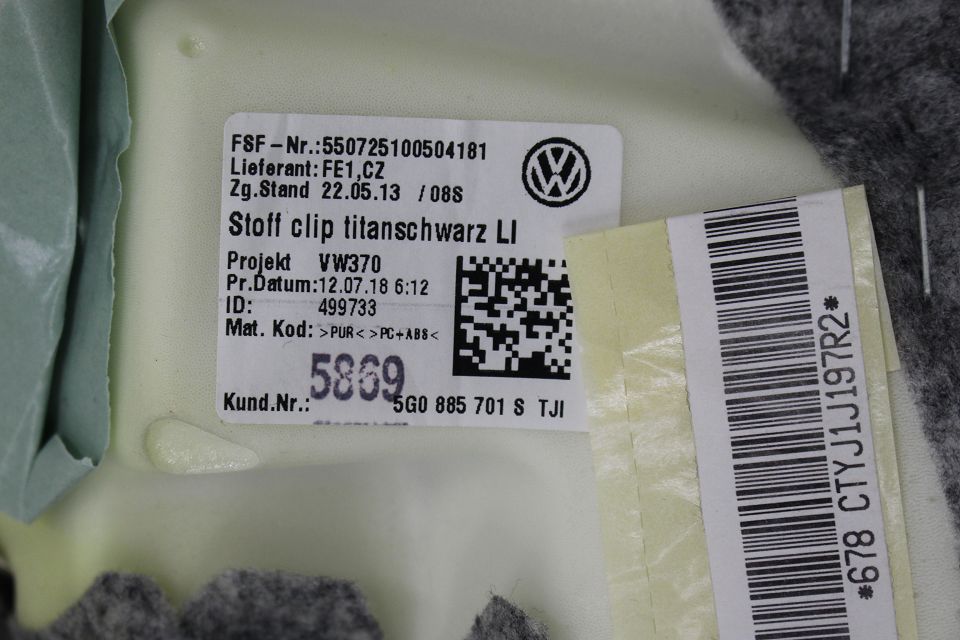 FSF-Nr.:550725100504181
Lieferant:FE1,CZ
Zg.Stand 22.05.13 /08S
Stoff clip titanschwarz LI
Projekt VW370
Pr.Datum:12.07.18 6:12
ID: 499733
Mat. Kod: >PUR< >PC+ABS<
5869
Kund.Nr.: 5G0 885 701 S TJI
*678 CTYJ1J197R2*